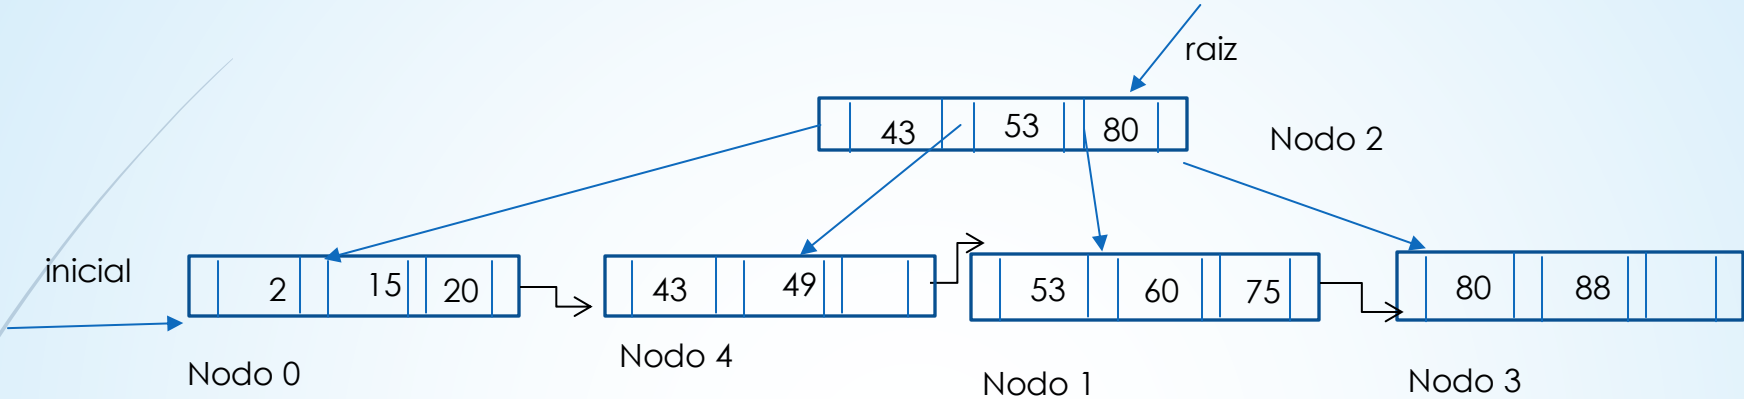 raiz
43 53 80
Nodo 2
inicial
2 15 20
43 49
53 60 75
80 88
Nodo 0
Nodo 4
Nodo 1
Nodo 3